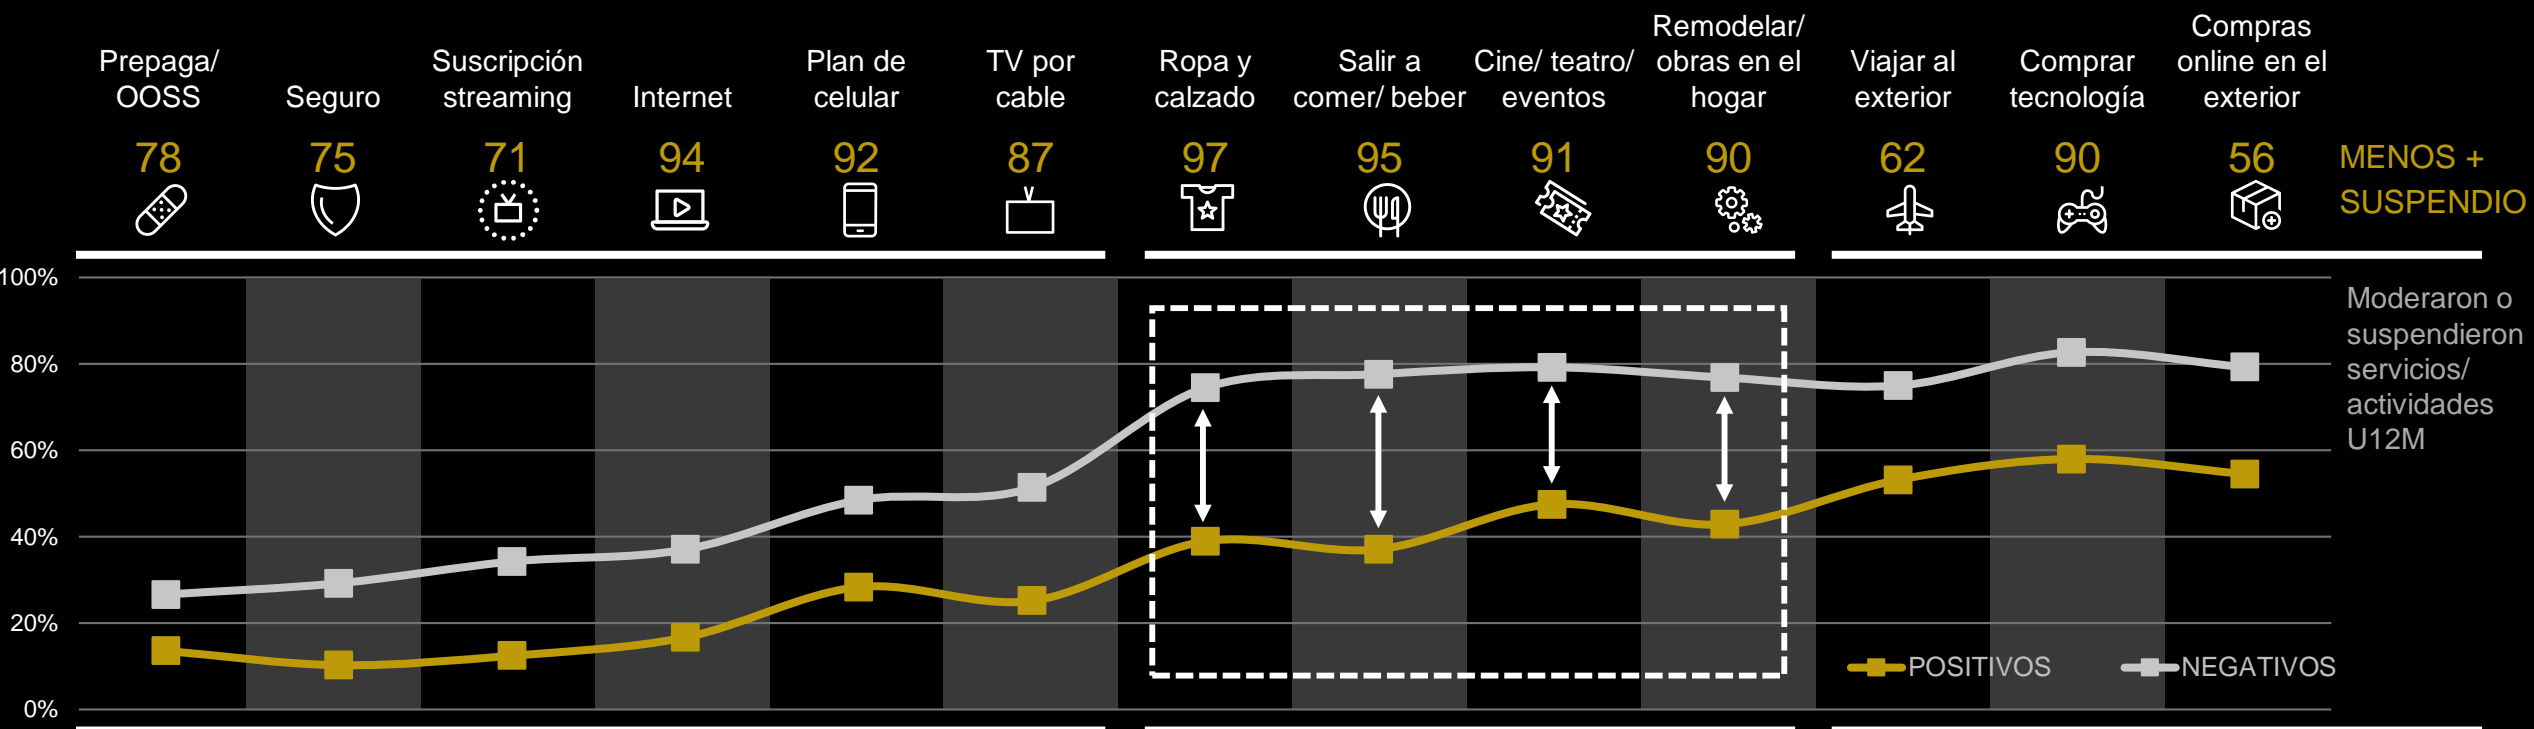 Prepaga/
OOSS
Seguro
Suscripción
streaming
Internet
Plan de
celular
TV por
cable
Ropa y
calzado
Salir a
comer/ beber
Cine/ teatro/
eventos
Remodelar/
obras en el
hogar
Viajar al
exterior
Comprar
tecnología
Compras
online en el
exterior
78
75
71
94
92
87
97
95
91
90
62
90
56
MENOS +
SUSPENDIO
100%
80%
60%
40%
20%
0%
Moderaron o
suspendieron
servicios/
actividades
U12M
POSITIVOS
NEGATIVOS